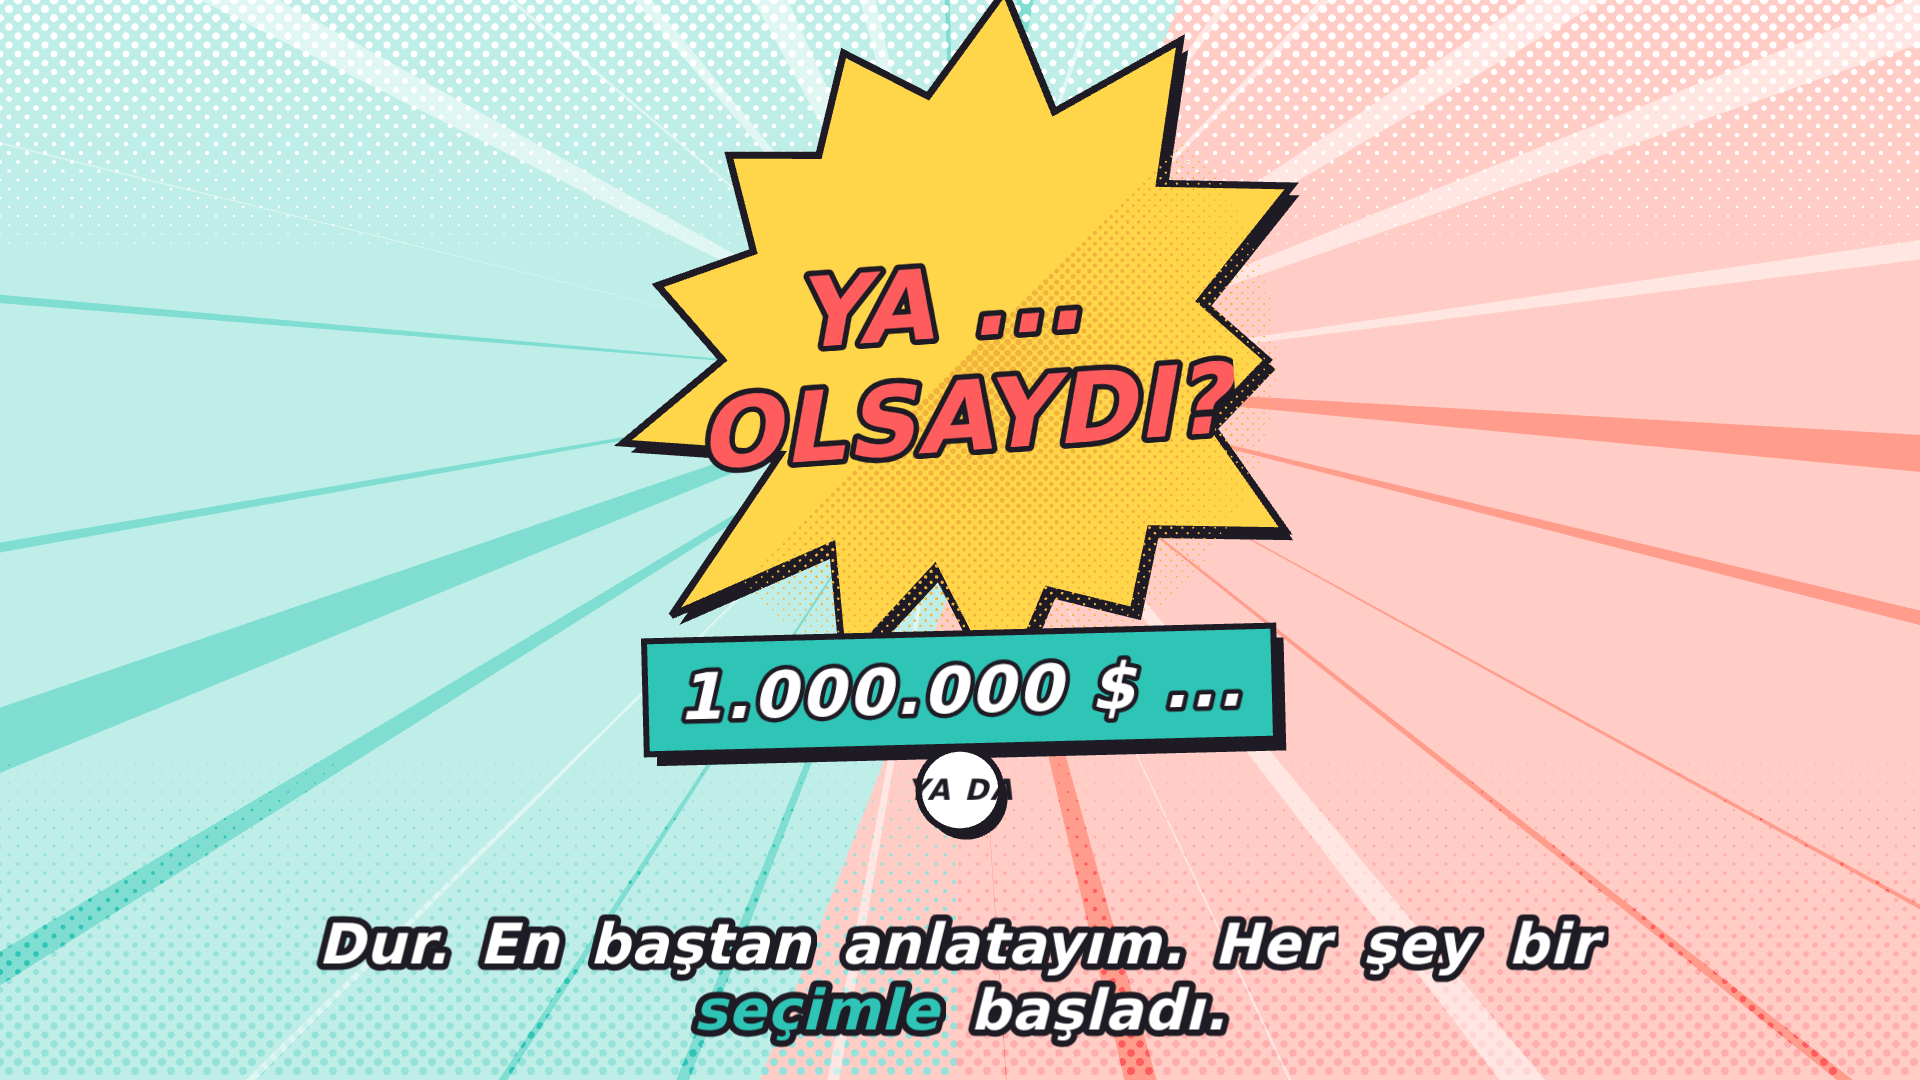 YA ...
OLSAYDI?
1.000.000 $ ...
YA DA
Dur. En baştan anlatayım. Her şey bir
seçimle başladı.